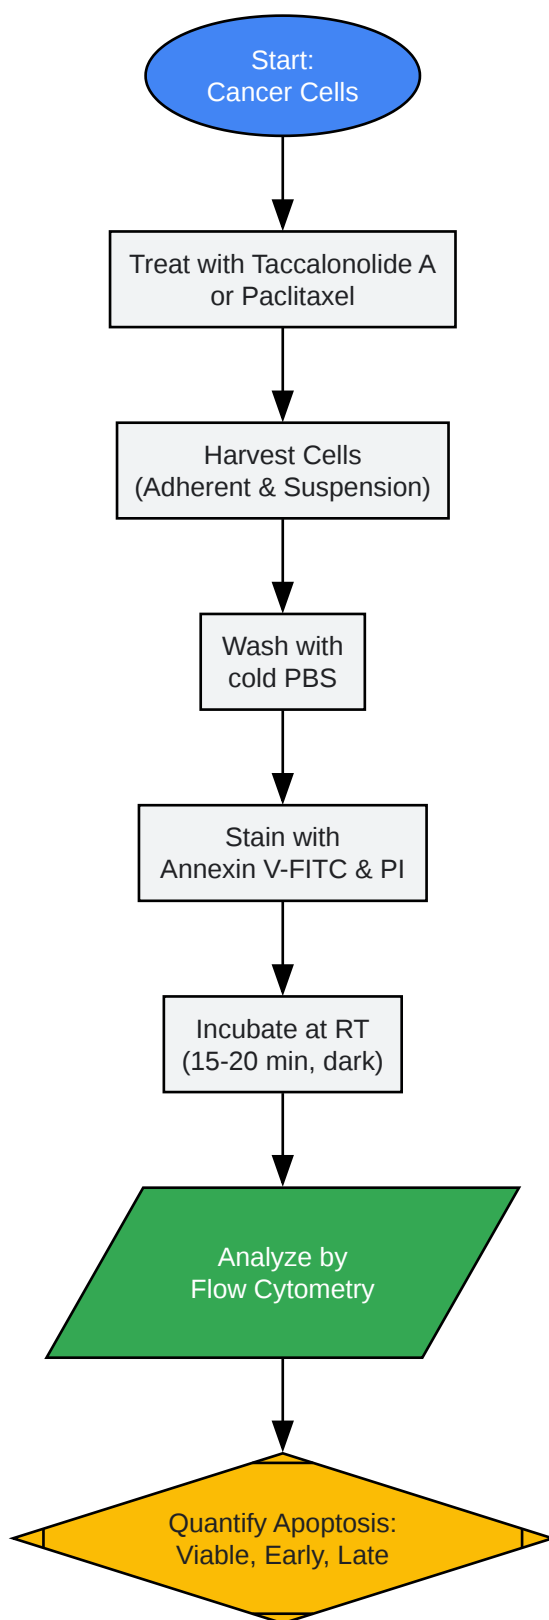 Start:
Cancer Cells
Treat with Taccalonolide A
or Paclitaxel
Harvest Cells
(Adherent & Suspension)
Wash with
cold PBS
Stain with
Annexin V-FITC & PI
Incubate at RT
(15-20 min, dark)
Analyze by
Flow Cytometry
Quantify Apoptosis:
Viable, Early, Late